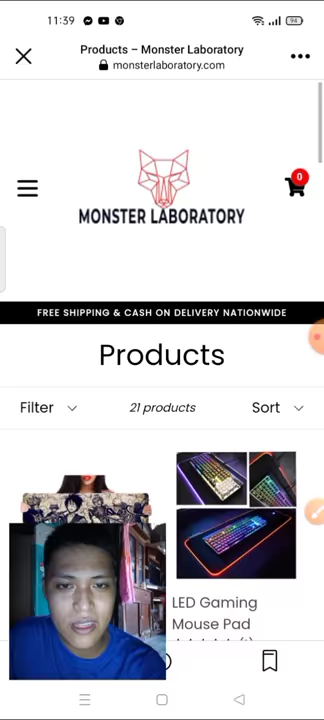 11:39
94
Products – Monster Laboratory
monsterlaboratory.com
0
MONSTER LABORATORY
FREE SHIPPING & CASH ON DELIVERY NATIONWIDE
Products
Filter
21 products
Sort
LED Gaming
Mouse Pad